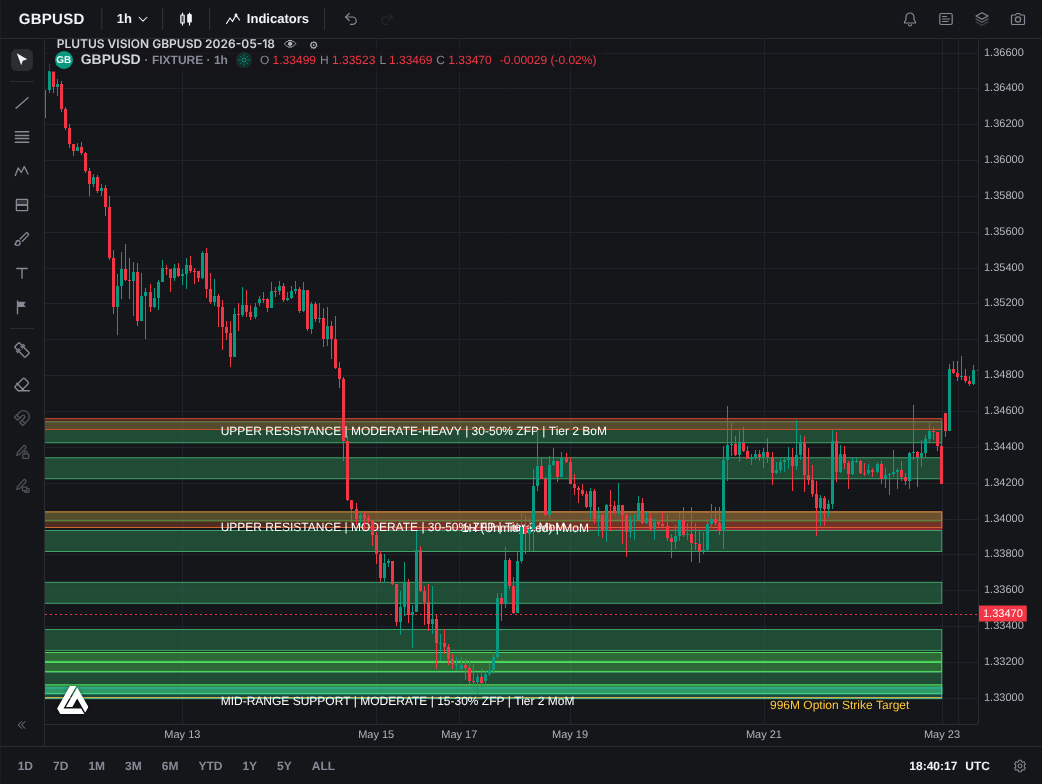 GBPUSD 1h Indicators
PLUTUS VISION GBPUSD 2026-05-18
GB GBPUSD · FIXTURE · 1h O 1.33499 H 1.33523 L 1.33469 C 1.33470 -0.00029 (-0.02%)
1.36600
1.36400
1.36200
1.36000
1.35800
1.35600
1.35400
1.35200
1.35000
1.34800
1.34600
UPPER RESISTANCE | MODERATE-HEAVY | 30-50% ZFP | Tier 2 BoM
1.34400
1.34200
1.34000
UPPER RESISTANCE | MODERATE | 30-50% ZFP | Tier 2 MoM
1.33800
1.33600
1.33470
1.33400
1.33200
1.33000
MID-RANGE SUPPORT | MODERATE | 15-30% ZFP | Tier 2 MoM
996M Option Strike Target
May 13 May 15 May 17 May 19 May 21 May 23
1D 7D 1M 3M 6M YTD 1Y 5Y ALL 18:40:17 UTC